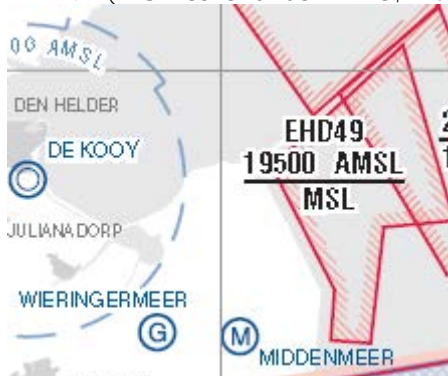 00 AMSL
DEN HELDER
DE KOOY
JULIANADORP
WIERINGERMEER
G
M
MIDDENMEER
EHD49
19500 AMSL
MSL